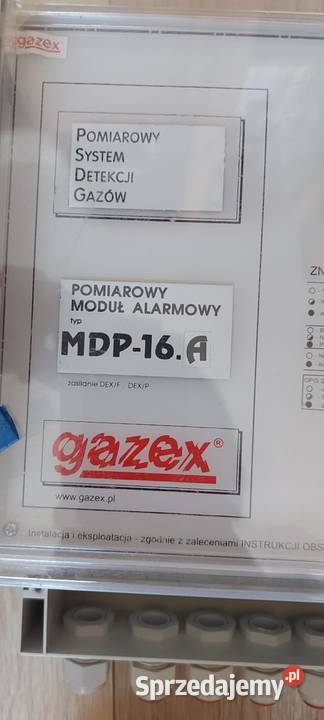 gazex
POMIAROWY
SYSTEM
DETEKCJI
GAZÓW
POMIAROWY
MODUŁ ALARMOWY
typ
MDP-16.A
zasilanie DEX/F DEX/P
gazex®
www.gazex.pl
Instalacja i eksploatacja - zgodnie z zaleceniami INSTRUKCJI OBS
ZN
Sprzedajemy.pl